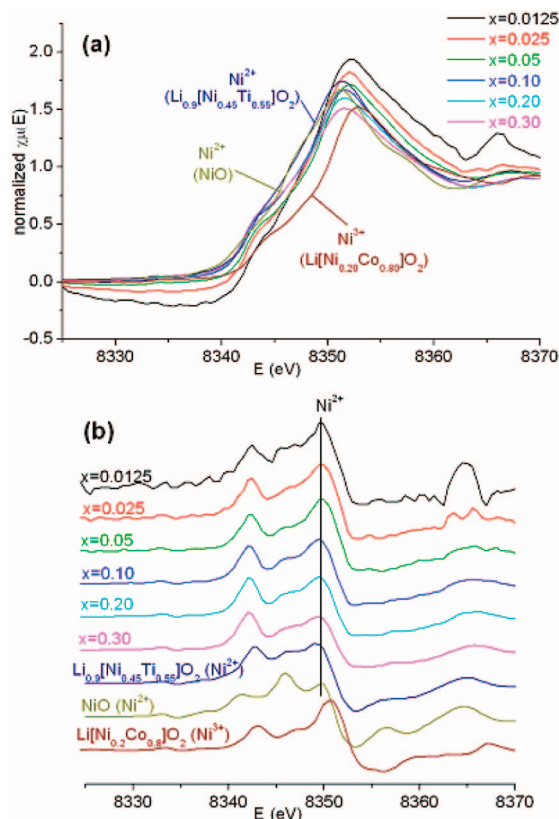 (a)
x=0.0125
x=0.025
x=0.05
x=0.10
x=0.20
x=0.30
2.0
1.5
1.0
0.5
0.0
-0.5
normalized χμ(E)
Ni²⁺
(Li₀.₉[Ni₀.₄₅Ti₀.₅₅]O₂)
Ni²⁺
(NiO)
Ni³⁺
(Li[Ni₀.₂₀Co₀.₈₀]O₂)
8330 8340 8350 8360 8370
E (eV)
(b)
Ni²⁺
x=0.0125
x=0.025
x=0.05
x=0.10
x=0.20
x=0.30
Li₀.₉[Ni₀.₄₅Ti₀.₅₅]O₂ (Ni²⁺)
NiO (Ni²⁺)
Li[Ni₀.₂Co₀.₈]O₂ (Ni³⁺)
8330 8340 8350 8360 8370
E (eV)